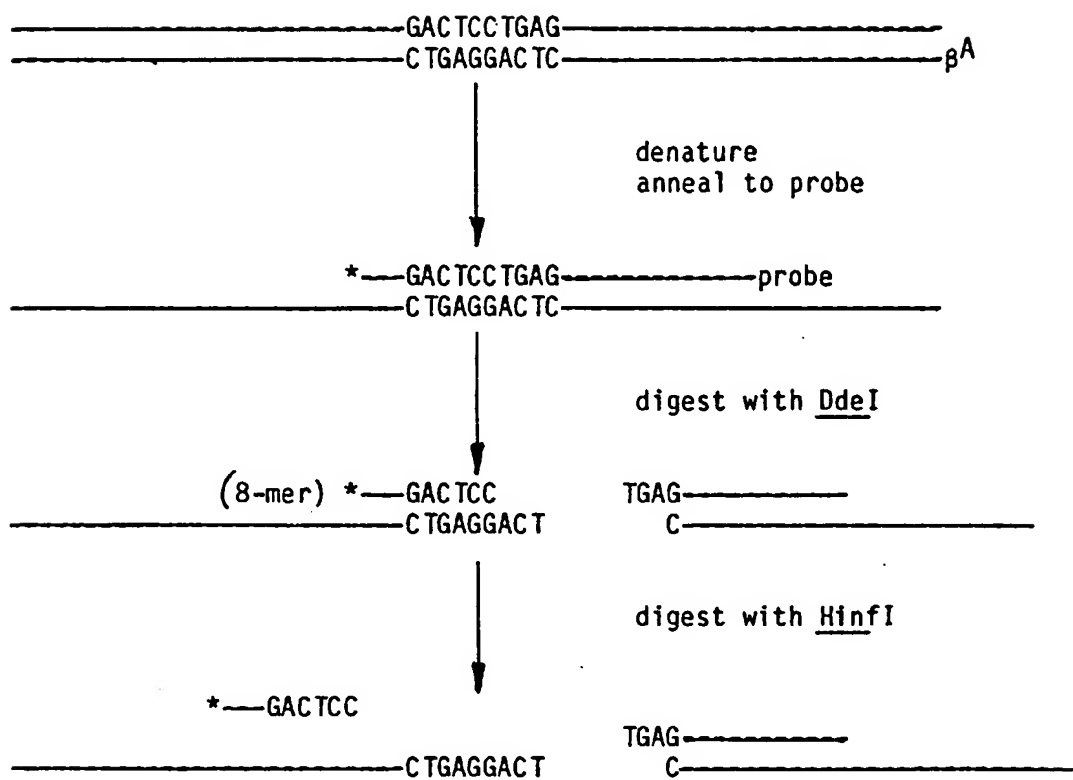 GACTCCTGAG
CTGAGGACTC βA
denature
anneal to probe
* GACTCCTGAG probe
CTGAGGACTC
digest with DdeI
(8-mer) * GACTCC TGAG
CTGAGGACT C
digest with HinfI
* GACTCC
TGAG
CTGAGGACT C